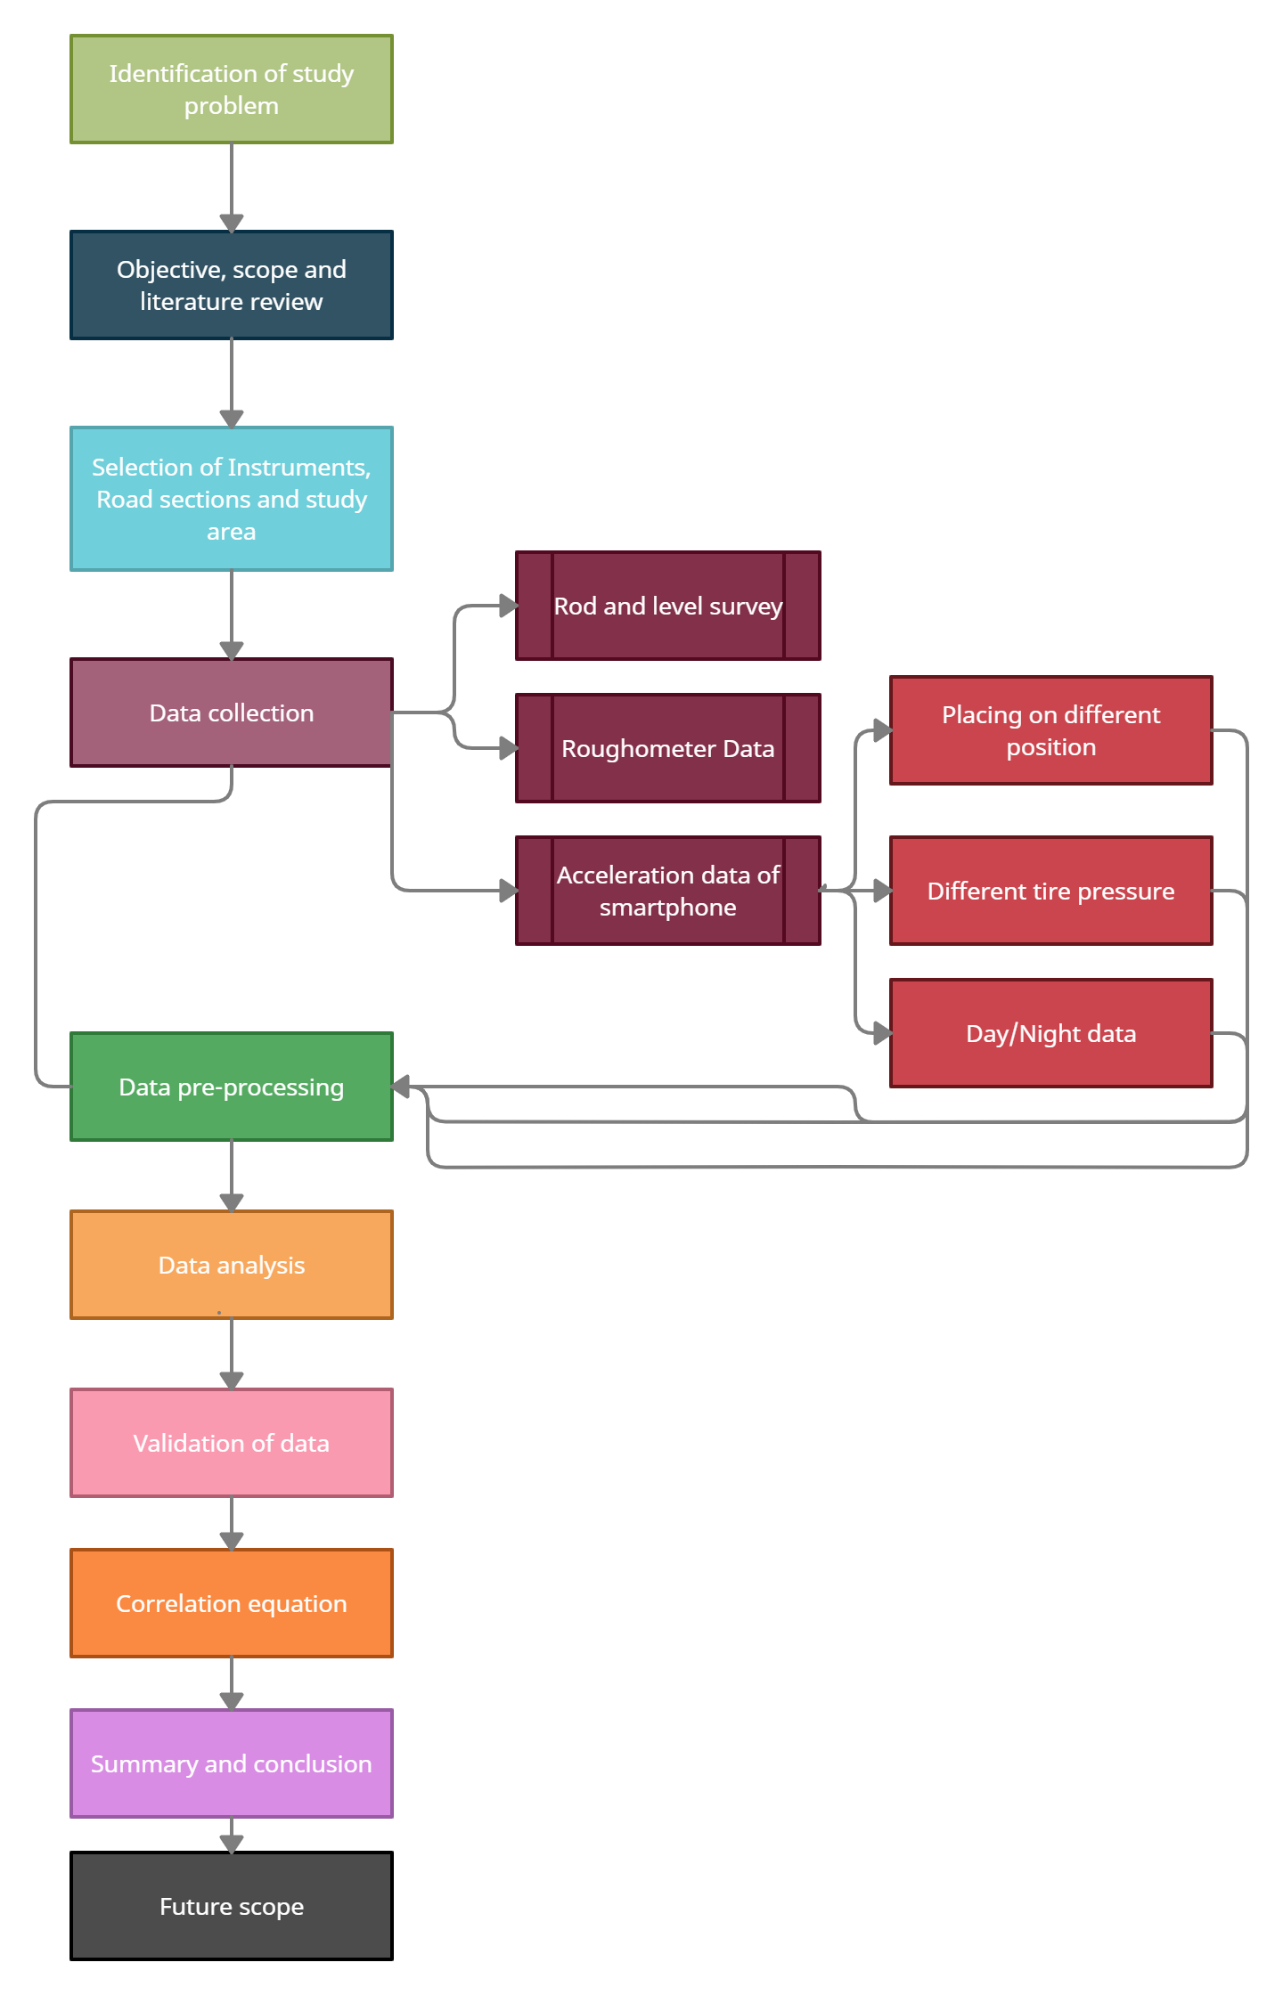 Identification of study
problem
Objective, scope and
literature review
Selection of Instruments,
Road sections and study
area
Data collection
Rod and level survey
Roughometer Data
Acceleration data of
smartphone
Placing on different
position
Different tire pressure
Day/Night data
Data pre-processing
Data analysis
Validation of data
Correlation equation
Summary and conclusion
Future scope